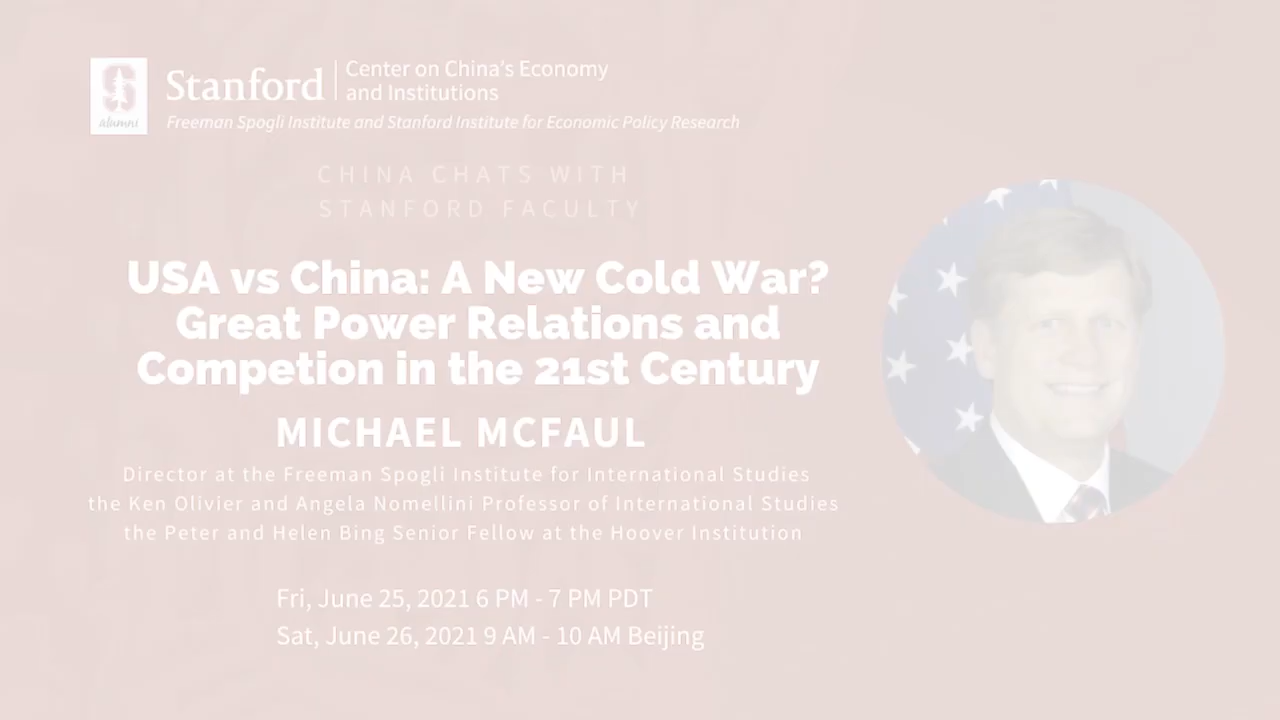 Stanford
Center on China's Economy
and Institutions
alumni
Freeman Spogli Institute and Stanford Institute for Economic Policy Research
CHINA CHATS WITH
STANFORD FACULTY
USA vs China: A New Cold War?
Great Power Relations and
Competion in the 21st Century
MICHAEL MCFAUL
Director at the Freeman Spogli Institute for International Studies
the Ken Olivier and Angela Nomellini Professor of International Studies
the Peter and Helen Bing Senior Fellow at the Hoover Institution
Fri, June 25, 2021 6 PM - 7 PM PDT
Sat, June 26, 2021 9 AM - 10 AM Beijing